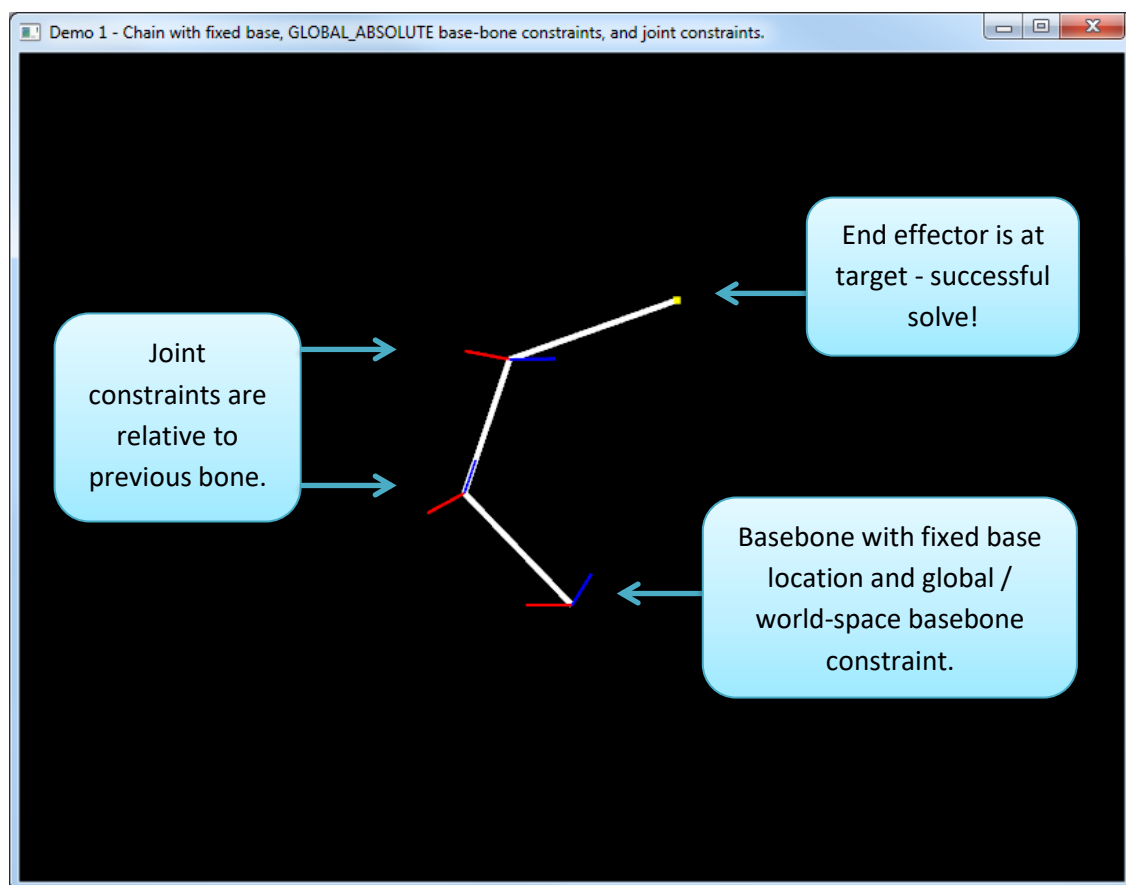 Demo 1 - Chain with fixed base, GLOBAL_ABSOLUTE base-bone constraints, and joint constraints.
End effector is at
target - successful
solve!
Joint
constraints are
relative to
previous bone.
Basebone with fixed base
location and global /
world-space basebone
constraint.